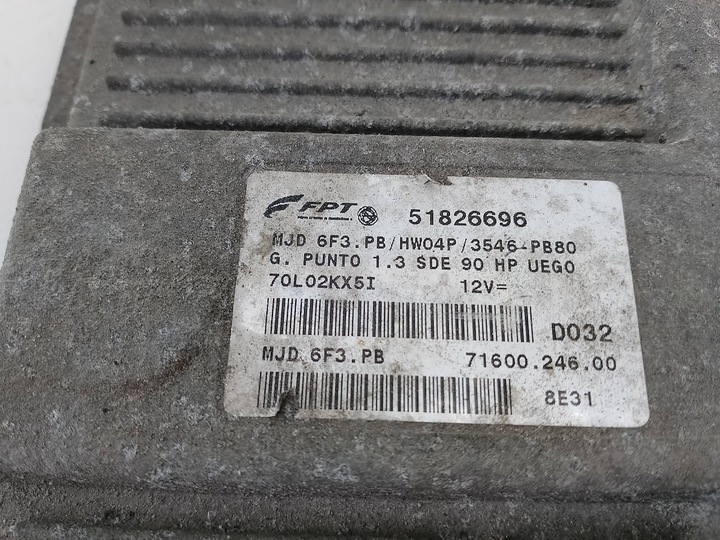 FPT 51826696
MJD 6F3.PB/HW04P/3546-PB80
G. PUNTO 1.3 SDE 90 HP UEGO
70L02KX5I 12V=
D032
MJD 6F3.PB 71600.246.00
8E31